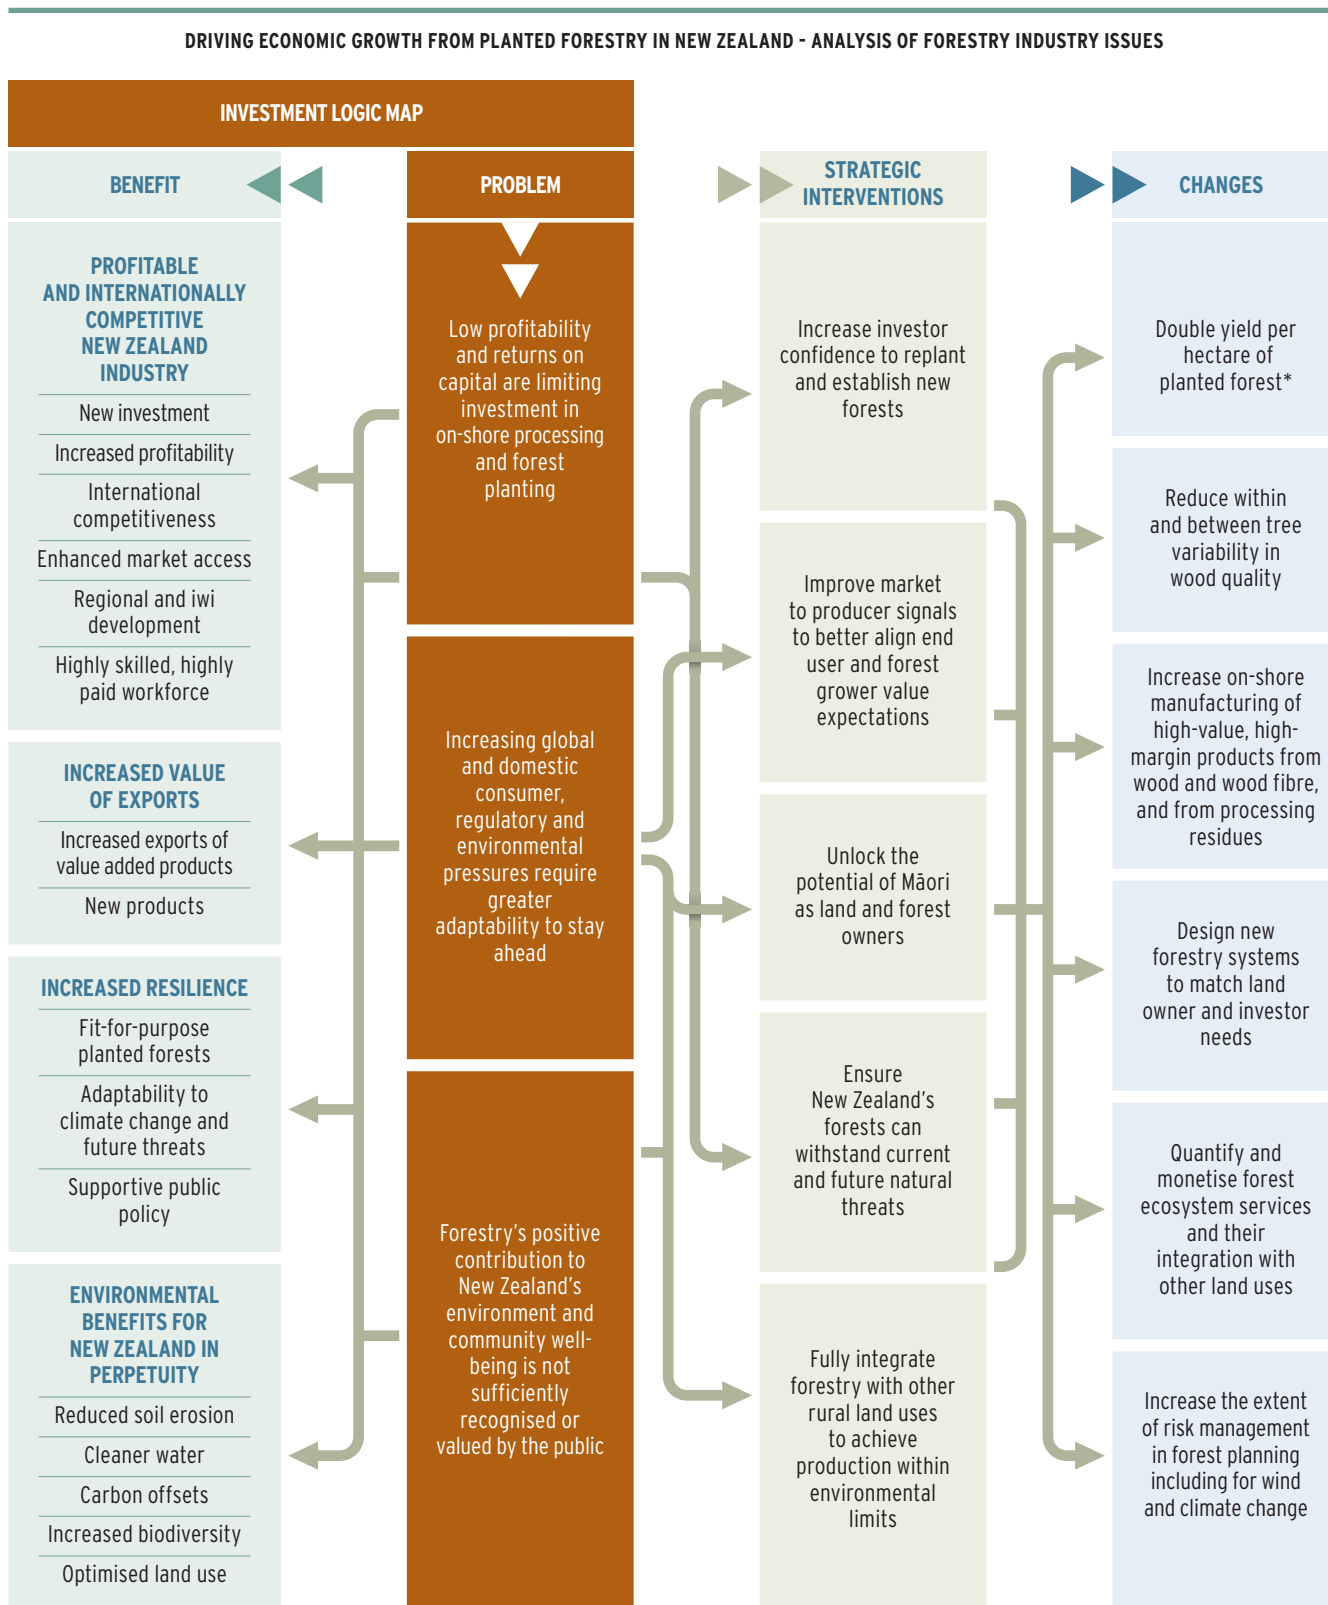 DRIVING ECONOMIC GROWTH FROM PLANTED FORESTRY IN NEW ZEALAND - ANALYSIS OF FORESTRY INDUSTRY ISSUES
INVESTMENT LOGIC MAP
BENEFIT
PROFITABLE
AND INTERNATIONALLY
COMPETITIVE
NEW ZEALAND
INDUSTRY
New investment
Increased profitability
International
competitiveness
Enhanced market access
Regional and iwi
development
Highly skilled, highly
paid workforce
INCREASED VALUE
OF EXPORTS
Increased exports of
value added products
New products
INCREASED RESILIENCE
Fit-for-purpose
planted forests
Adaptability to
climate change and
future threats
Supportive public
policy
ENVIRONMENTAL
BENEFITS FOR
NEW ZEALAND IN
PERPETUITY
Reduced soil erosion
Cleaner water
Carbon offsets
Increased biodiversity
Optimised land use
PROBLEM
Low profitability
and returns on
capital are limiting
investment in
on-shore processing
and forest
planting
Increasing global
and domestic
consumer,
regulatory and
environmental
pressures require
greater
adaptability to stay
ahead
Forestry's positive
contribution to
New Zealand's
environment and
community well-
being is not
sufficiently
recognised or
valued by the public
STRATEGIC
INTERVENTIONS
Increase investor
confidence to replant
and establish new
forests
Improve market
to producer signals
to better align end
user and forest
grower value
expectations
Unlock the
potential of Māori
as land and forest
owners
Ensure
New Zealand's
forests can
withstand current
and future natural
threats
Fully integrate
forestry with other
rural land uses
to achieve
production within
environmental
limits
CHANGES
Double yield per
hectare of
planted forest*
Reduce within
and between tree
variability in
wood quality
Increase on-shore
manufacturing of
high-value, high-
margin products from
wood and wood fibre,
and from processing
residues
Design new
forestry systems
to match land
owner and investor
needs
Quantify and
monetise forest
ecosystem services
and their
integration with
other land uses
Increase the extent
of risk management
in forest planning
including for wind
and climate change